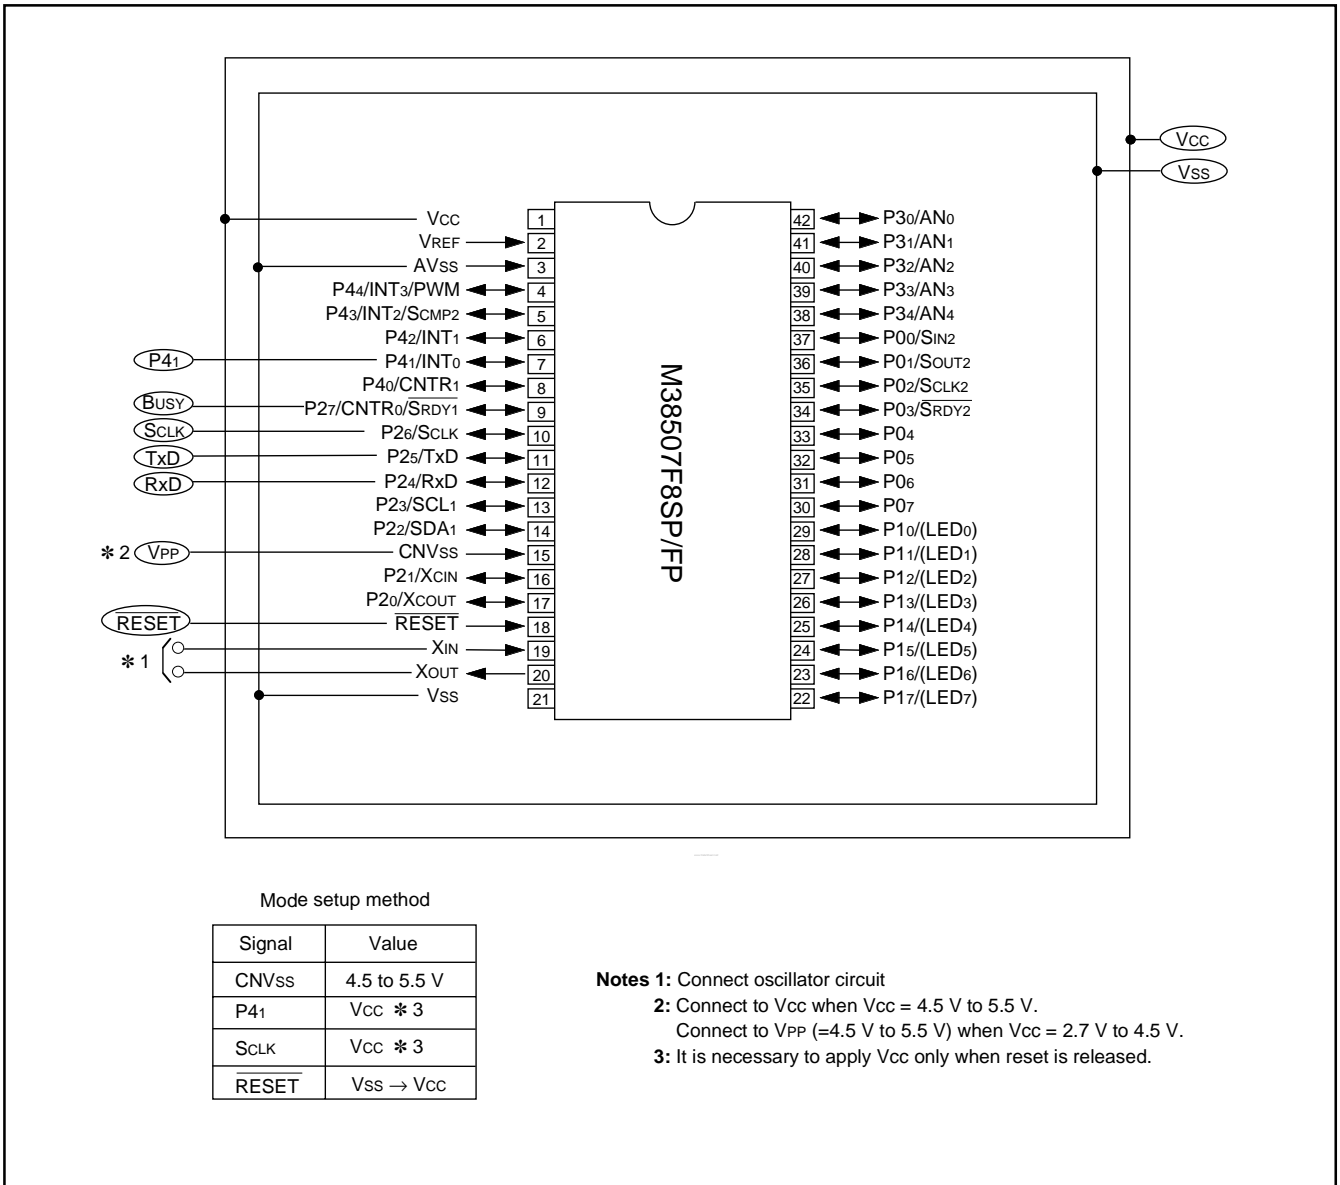 Vcc
Vss
Vcc 1
VREF 2
AVss 3
P44/INT3/PWM 4
P43/INT2/SCMP2 5
P42/INT1 6
P41 P41/INT0 7
P40/CNTR1 8
BUSY P27/CNTR0/SRDY1 9
SCLK P26/SCLK 10
TxD P25/TxD 11
RxD P24/RxD 12
P23/SCL1 13
P22/SDA1 14
✻ 2 VPP CNVss 15
P21/XCIN 16
P20/XCOUT 17
RESET RESET 18
✻ 1 XIN 19
XOUT 20
Vss 21
M38507F8SP/FP
42 P30/AN0
41 P31/AN1
40 P32/AN2
39 P33/AN3
38 P34/AN4
37 P00/SIN2
36 P01/SOUT2
35 P02/SCLK2
34 P03/SRDY2
33 P04
32 P05
31 P06
30 P07
29 P10/(LED0)
28 P11/(LED1)
27 P12/(LED2)
26 P13/(LED3)
25 P14/(LED4)
24 P15/(LED5)
23 P16/(LED6)
22 P17/(LED7)
Mode setup method
Signal Value
CNVss 4.5 to 5.5 V
P41 Vcc ✻ 3
SCLK Vcc ✻ 3
RESET Vss → Vcc
Notes 1: Connect oscillator circuit
2: Connect to Vcc when Vcc = 4.5 V to 5.5 V.
Connect to VPP (=4.5 V to 5.5 V) when Vcc = 2.7 V to 4.5 V.
3: It is necessary to apply Vcc only when reset is released.